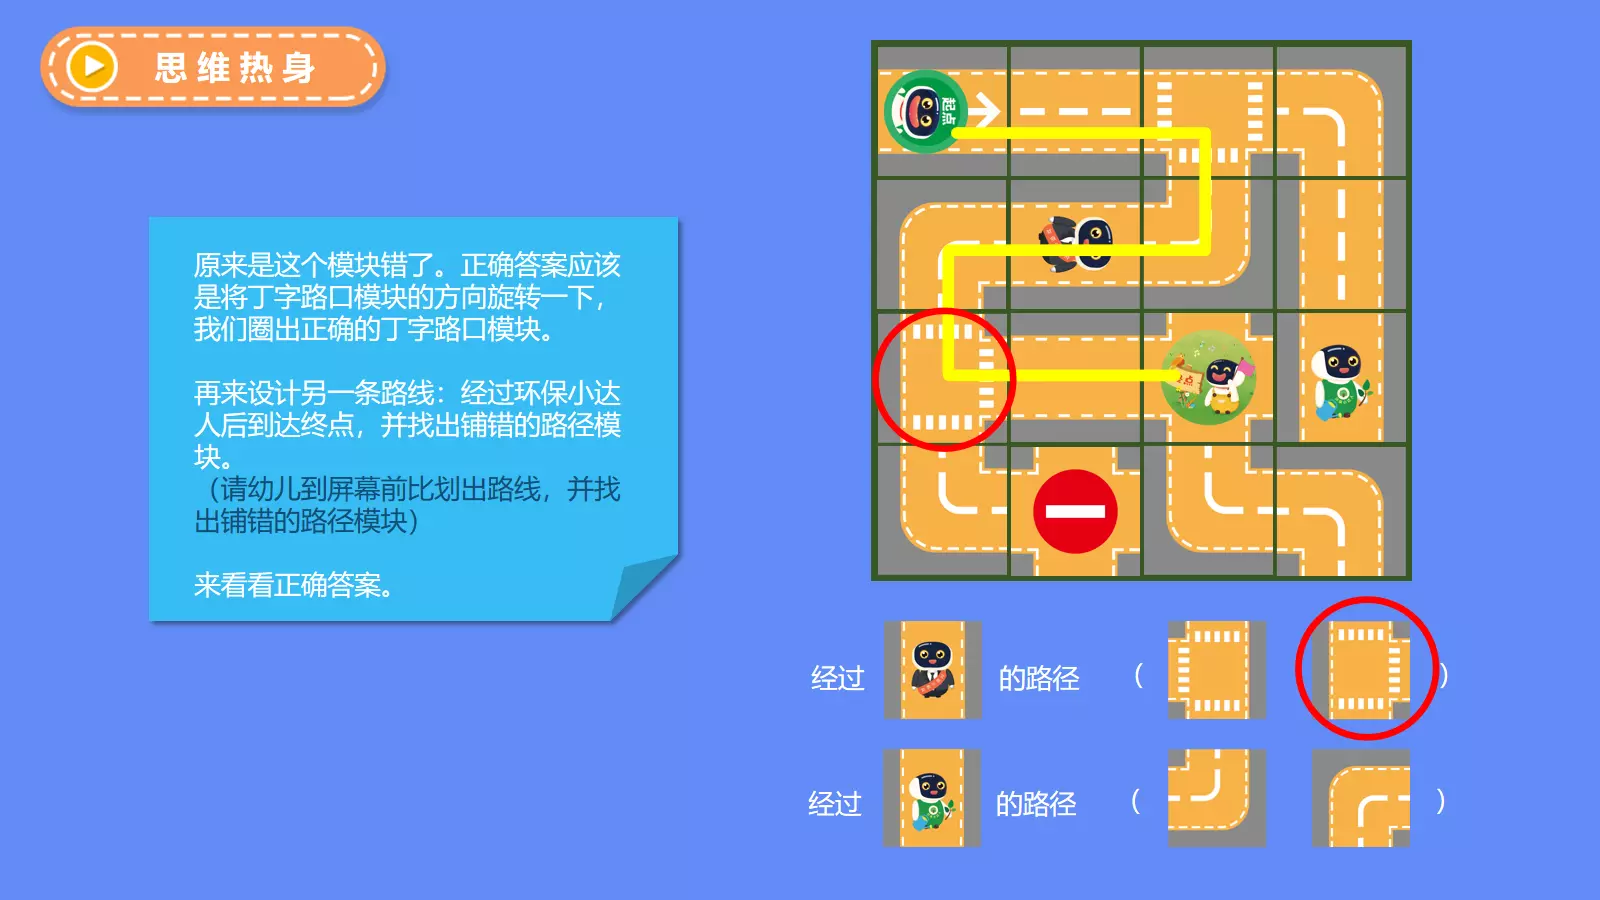 思维热身
起点
原来是这个模块错了。正确答案应该
是将丁字路口模块的方向旋转一下，
我们圈出正确的丁字路口模块。
再来设计另一条路线：经过环保小达
人后到达终点，并找出铺错的路径模
块。
（请幼儿到屏幕前比划出路线，并找
出铺错的路径模块）
来看看正确答案。
经过 的路径 （ ）
经过 的路径 （ ）